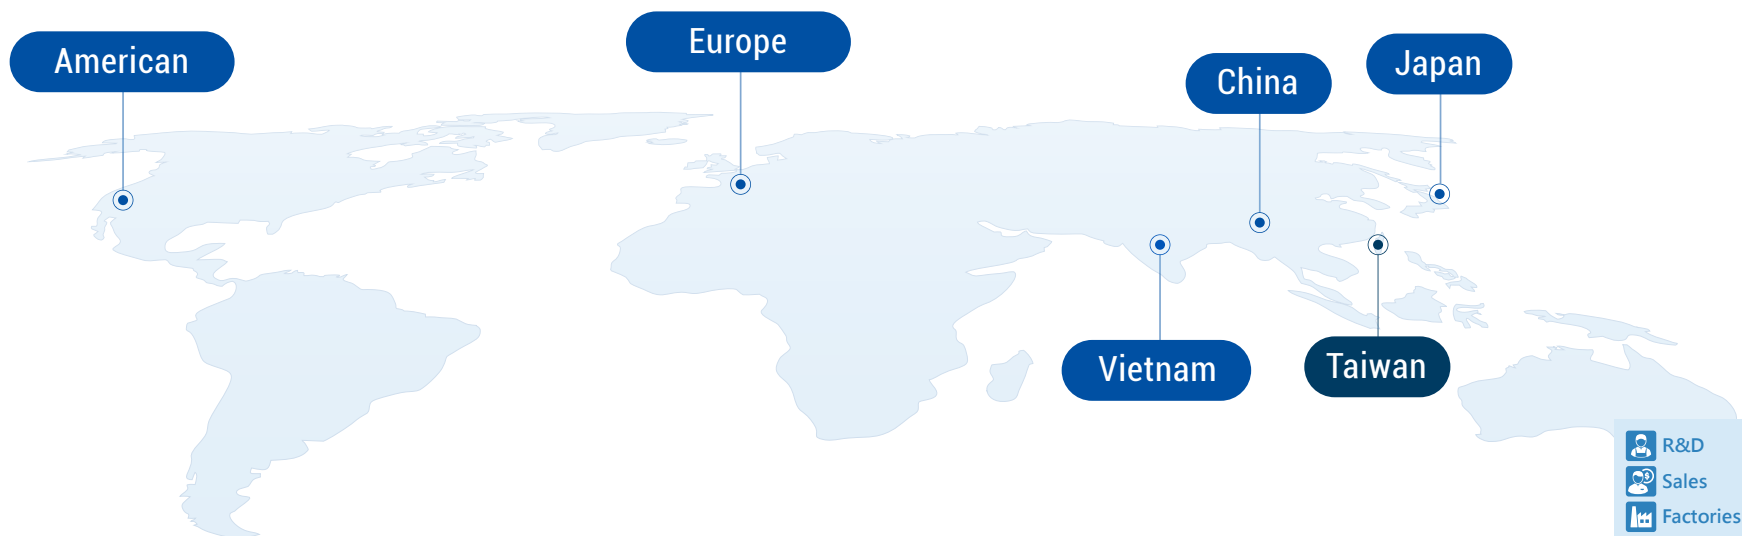 American
Europe
China
Japan
Vietnam
Taiwan
R&D
Sales
Factories